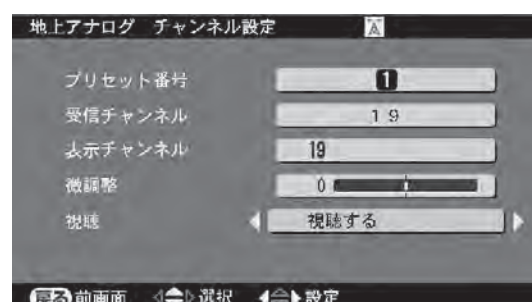 地上アナログ チャンネル設定 A
プリセット番号 1
受信チャンネル 19
表示チャンネル 19
微調整 0
視聴 視聴する
戻る 前画面 選択 設定